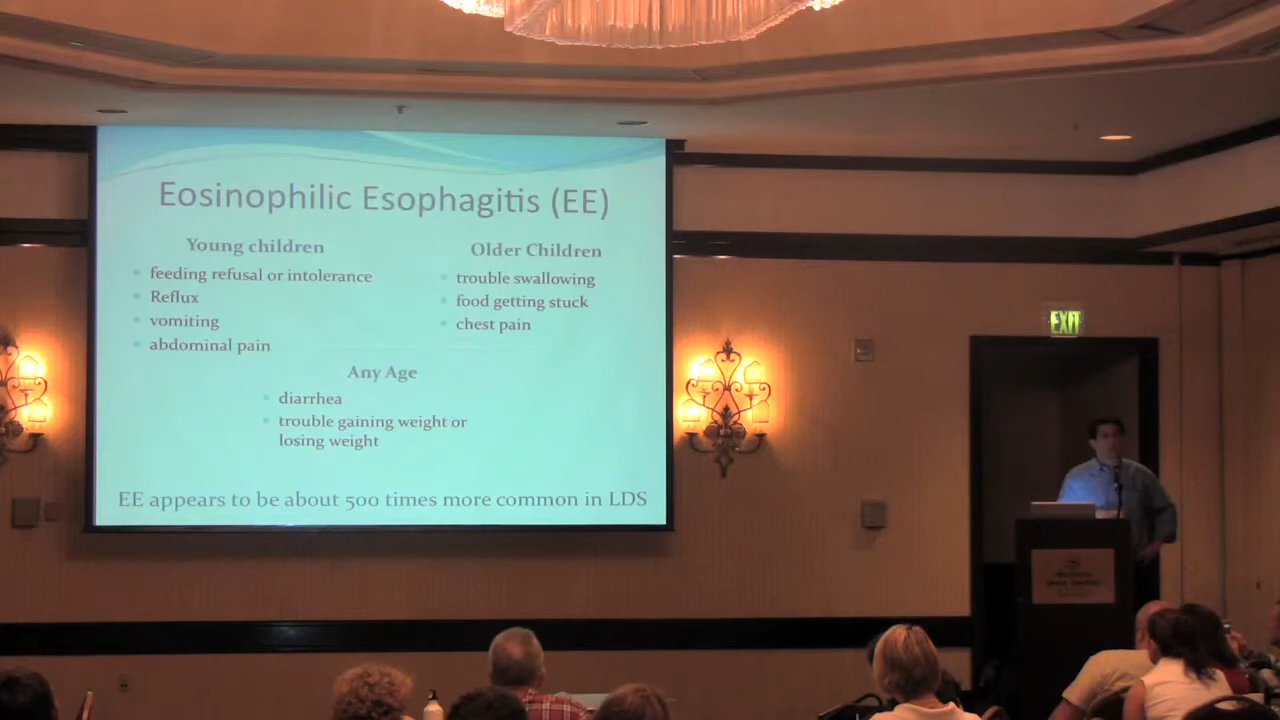 Eosinophilic Esophagitis (EE)
Young children
feeding refusal or intolerance
Reflux
vomiting
abdominal pain
Older Children
trouble swallowing
food getting stuck
chest pain
Any Age
diarrhea
trouble gaining weight or
losing weight
EE appears to be about 500 times more common in LDS
EXIT